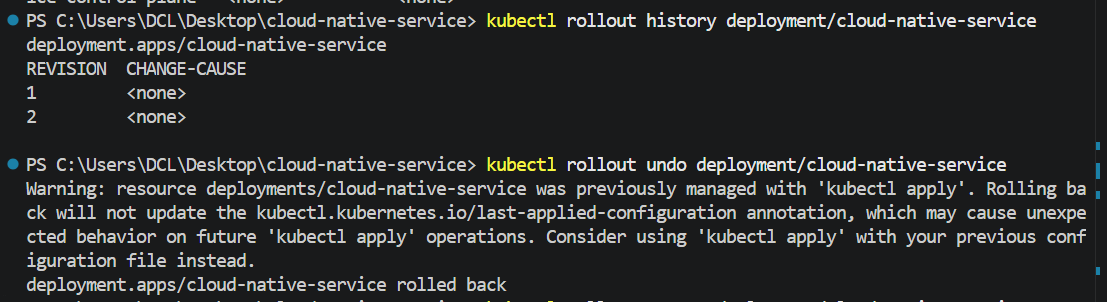 PS C:\Users\DCL\Desktop\cloud-native-service> kubectl rollout history deployment/cloud-native-service
deployment.apps/cloud-native-service
REVISION  CHANGE-CAUSE
1         <none>
2         <none>
PS C:\Users\DCL\Desktop\cloud-native-service> kubectl rollout undo deployment/cloud-native-service
Warning: resource deployments/cloud-native-service was previously managed with 'kubectl apply'. Rolling ba
ck will not update the kubectl.kubernetes.io/last-applied-configuration annotation, which may cause unexpe
cted behavior on future 'kubectl apply' operations. Consider using 'kubectl apply' with your previous conf
iguration file instead.
deployment.apps/cloud-native-service rolled back